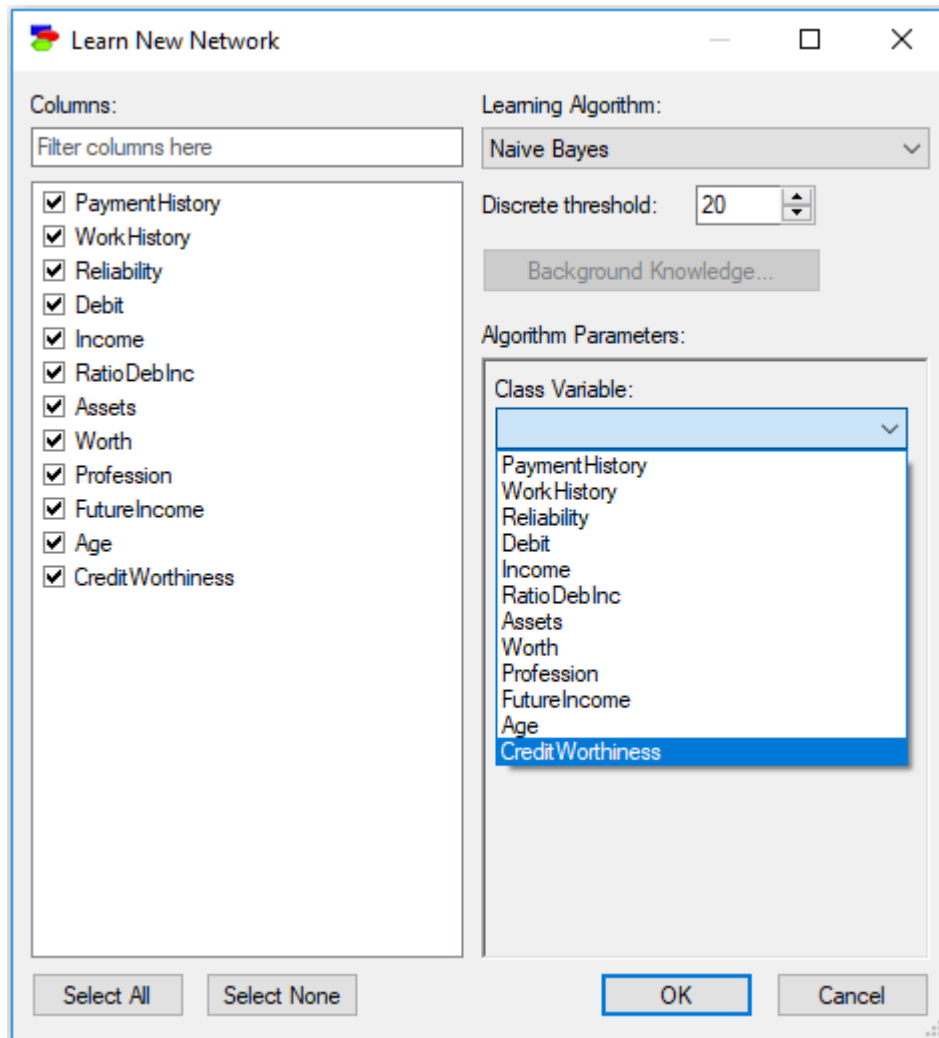 Learn New Network
Columns:
Filter columns here
PaymentHistory
WorkHistory
Reliability
Debit
Income
RatioDebInc
Assets
Worth
Profession
FutureIncome
Age
CreditWorthiness
Select All
Select None
Learning Algorithm:
Naive Bayes
Discrete threshold: 20
Background Knowledge...
Algorithm Parameters:
Class Variable:
PaymentHistory
WorkHistory
Reliability
Debit
Income
RatioDebInc
Assets
Worth
Profession
FutureIncome
Age
CreditWorthiness
OK
Cancel